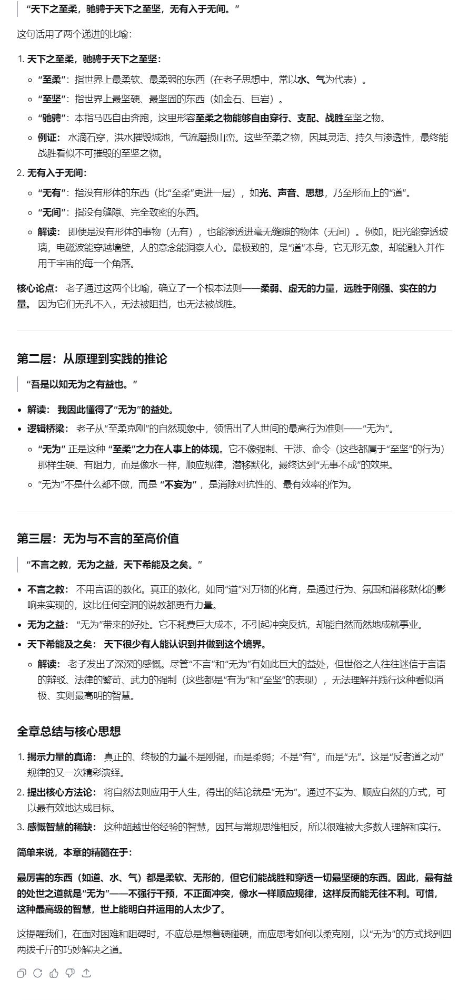 “天下之至柔，驰骋于天下之至坚，无有入于无间。”
这句话用了两个递进的比喻：
1. 天下之至柔，驰骋于天下之至坚：
“至柔”：指世界上最柔软、最柔弱的东西（在老子思想中，常以水、气为代表）。
“至坚”：指世界上最坚硬、最坚固的东西（如金石、巨岩）。
“驰骋”：本指马匹自由奔跑，这里形容至柔之物能够自由穿行、支配、战胜至坚之物。
例证： 水滴石穿，洪水摧毁城池，气流磨损山峦。这些至柔之物，因其灵活、持久与渗透性，最终能
战胜看似不可摧毁的至坚之物。
2. 无有入于无间：
“无有”：指没有形体的东西（比“至柔”更进一层），如光、声音、思想，乃至形而上的“道”。
“无间”：指没有缝隙、完全致密的东西。
解读： 即便是没有形体的事物（无有），也能渗透进毫无缝隙的物体（无间）。例如，阳光能穿透玻
璃，电磁波能穿越墙壁，人的意念能洞察人心。最极致的，是“道”本身，它无形无象，却能融入并作
用于宇宙的每一个角落。
核心论点： 老子通过这两个比喻，确立了一个根本法则——柔弱、虚无的力量，远胜于刚强、实在的力
量。 因为它们无孔不入，无法被阻挡，也无法被战胜。
第二层：从原理到实践的推论
“吾是以知无为之有益也。”
解读： 我因此懂得了“无为”的益处。
逻辑桥梁： 老子从“至柔克刚”的自然现象中，领悟出了人世间的最高行为准则——“无为”。
“无为” 正是这种 “至柔”之力在人事上的体现。它不像强制、干涉、命令（这些都属于“至坚”的行为）
那样生硬、有阻力，而是像水一样，顺应规律，潜移默化，最终达到“无事不成”的效果。
“无为”不是什么都不做，而是 “不妄为” ，是消除对抗性的、最有效率的作为。
第三层：无为与不言的至高价值
“不言之教，无为之益，天下希能及之矣。”
不言之教： 不用言语的教化。真正的教化，如同“道”对万物的化育，是通过行为、氛围和潜移默化的影
响来实现的，这比任何空洞的说教都更有力量。
无为之益： “无为”带来的好处。它不耗费巨大成本，不引起冲突反抗，却能自然而然地成就事业。
天下希能及之矣： 天下很少有人能认识到并做到这个境界。
解读： 老子发出了深深的感慨。尽管“不言”和“无为”有如此巨大的益处，但世俗之人往往迷信于言语
的辩驳、法律的繁苛、武力的强制（这些都是“有为”和“至坚”的表现），无法理解并践行这种看似消
极、实则最高明的智慧。
全章总结与核心思想
1. 揭示力量的真谛： 真正的、终极的力量不是刚强，而是柔弱；不是“有”，而是“无”。这是“反者道之动”
规律的又一次精彩演绎。
2. 提出核心方法论： 将自然法则应用于人生，得出的结论就是“无为”。通过不妄为、顺应自然的方式，可
以最有效地达成目标。
3. 感慨智慧的稀缺： 这种超越世俗经验的智慧，因其与常规思维相反，所以很难被大多数人理解和实行。
简单来说，本章的精髓在于：
最厉害的东西（如道、水、气）都是柔软、无形的，但它们能战胜和穿透一切最坚硬的东西。因此，最有益
的处世之道就是“无为”——不强行干预，不正面冲突，像水一样顺应规律，这样反而能无往不利。可惜，
这种最高级的智慧，世上能明白并运用的人太少了。
这提醒我们，在面对困难和阻碍时，不应总是想着硬碰硬，而应思考如何以柔克刚，以“无为”的方式找到四
两拨千斤的巧妙解决之道。